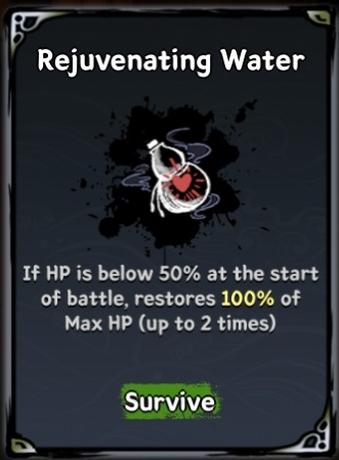 Rejuvenating Water
If HP is below 50% at the start
of battle, restores 100% of
Max HP (up to 2 times)
Survive